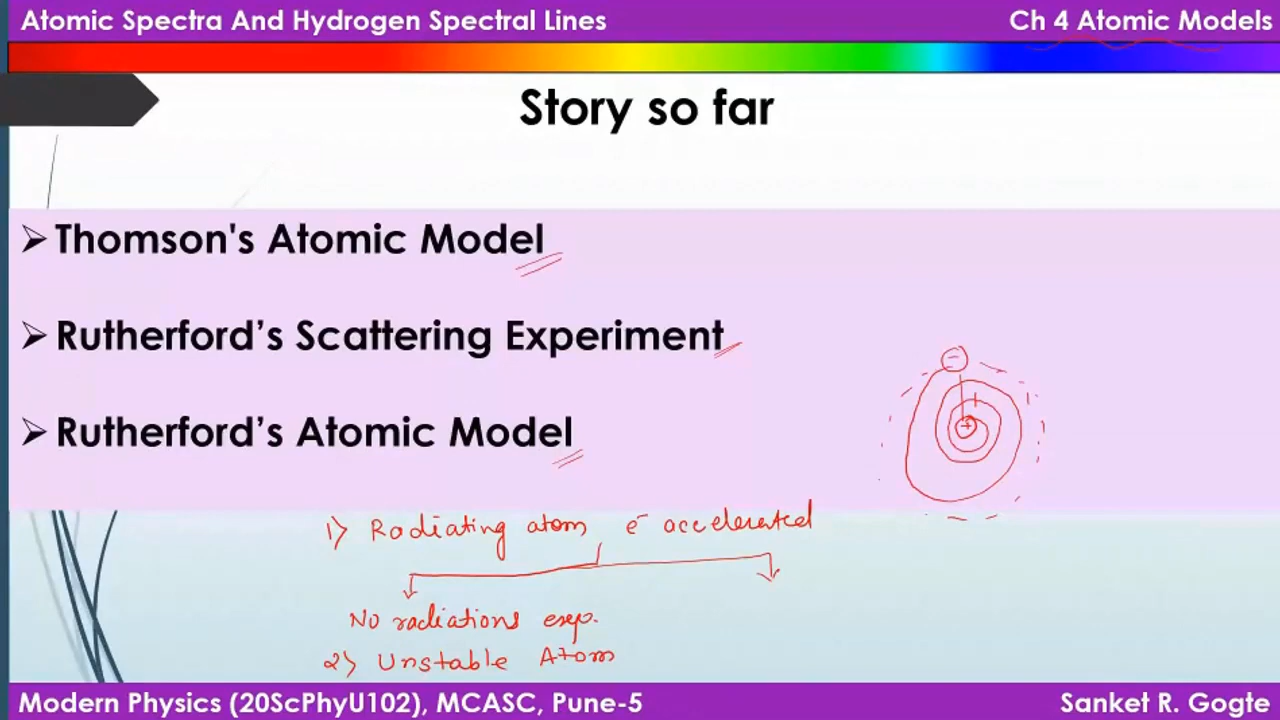 Atomic Spectra And Hydrogen Spectral Lines
Ch 4 Atomic Models
Story so far
➢ Thomson's Atomic Model
➢ Rutherford’s Scattering Experiment
➢ Rutherford’s Atomic Model
−
+
1) Radiating atom e⁻ accelerated
No radiations exp.
2) Unstable Atom
Modern Physics (20ScPhyU102), MCASC, Pune-5
Sanket R. Gogte